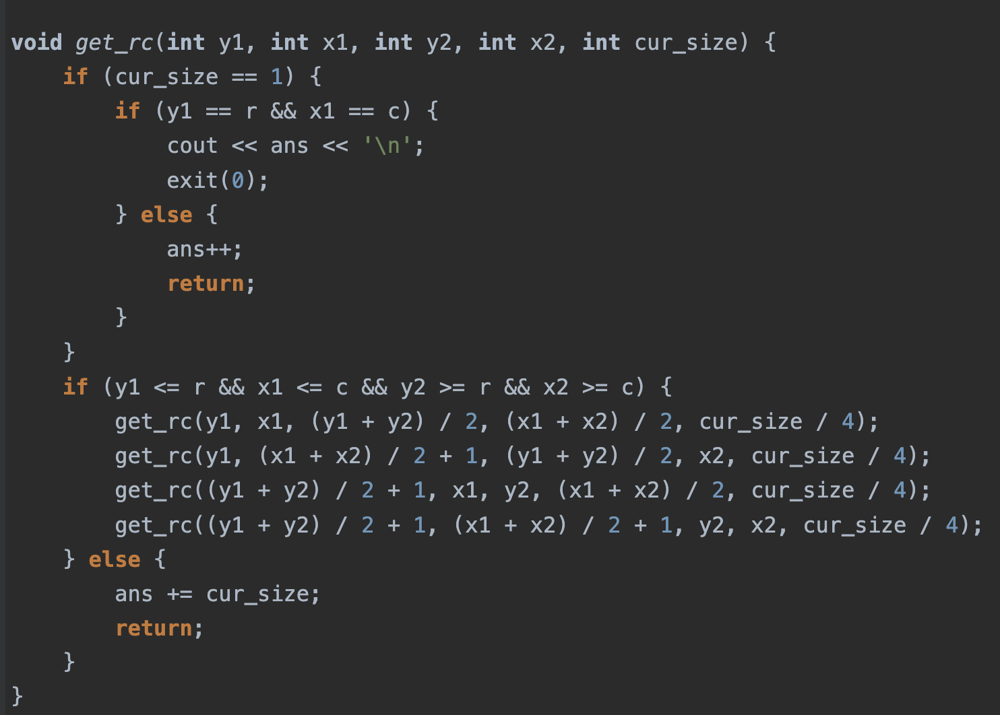 void get_rc(int y1, int x1, int y2, int x2, int cur_size) {
    if (cur_size == 1) {
        if (y1 == r && x1 == c) {
            cout << ans << '\n';
            exit(0);
        } else {
            ans++;
            return;
        }
    }
    if (y1 <= r && x1 <= c && y2 >= r && x2 >= c) {
        get_rc(y1, x1, (y1 + y2) / 2, (x1 + x2) / 2, cur_size / 4);
        get_rc(y1, (x1 + x2) / 2 + 1, (y1 + y2) / 2, x2, cur_size / 4);
        get_rc((y1 + y2) / 2 + 1, x1, y2, (x1 + x2) / 2, cur_size / 4);
        get_rc((y1 + y2) / 2 + 1, (x1 + x2) / 2 + 1, y2, x2, cur_size / 4);
    } else {
        ans += cur_size;
        return;
    }
}